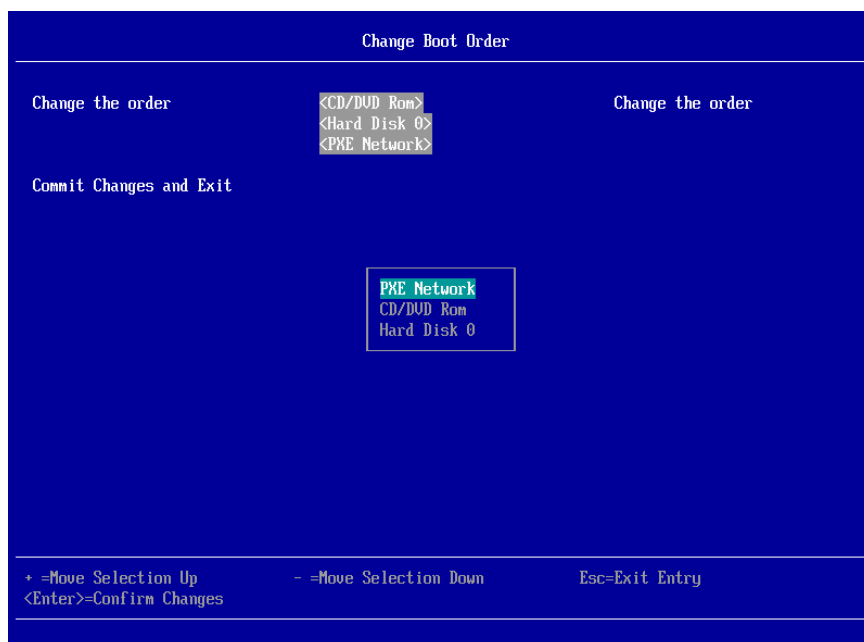 Change Boot Order
Change the order <CD/DVD Rom> Change the order
<Hard Disk 0>
<PXE Network>
Commit Changes and Exit
PXE Network
CD/DVD Rom
Hard Disk 0
+ =Move Selection Up - =Move Selection Down Esc=Exit Entry
<Enter>=Confirm Changes